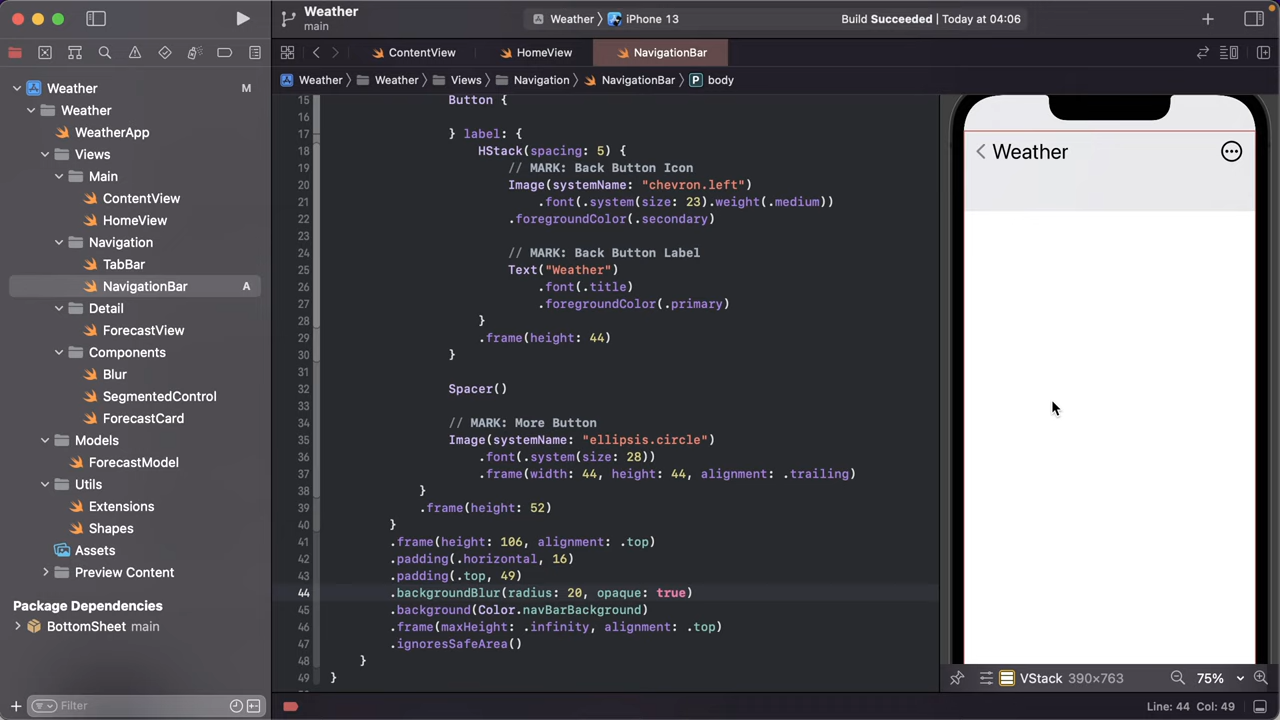 Weather
main
Weather
iPhone 13
Build Succeeded | Today at 04:06
ContentView
HomeView
NavigationBar
Weather
Weather
Views
Navigation
NavigationBar
P
body
Weather
M
Weather
WeatherApp
Views
Main
ContentView
HomeView
Navigation
TabBar
NavigationBar
A
Detail
ForecastView
Components
Blur
SegmentedControl
ForecastCard
Models
ForecastModel
Utils
Extensions
Shapes
Assets
Preview Content
Package Dependencies
BottomSheet main
Filter
15 Button {
16
17 } label: {
18 HStack(spacing: 5) {
19 // MARK: Back Button Icon
20 Image(systemName: "chevron.left")
21 .font(.system(size: 23).weight(.medium))
22 .foregroundColor(.secondary)
23
24 // MARK: Back Button Label
25 Text("Weather")
26 .font(.title)
27 .foregroundColor(.primary)
28 }
29 .frame(height: 44)
30 }
31
32 Spacer()
33
34 // MARK: More Button
35 Image(systemName: "ellipsis.circle")
36 .font(.system(size: 28))
37 .frame(width: 44, height: 44, alignment: .trailing)
38 }
39 .frame(height: 52)
40 }
41 .frame(height: 106, alignment: .top)
42 .padding(.horizontal, 16)
43 .padding(.top, 49)
44 .backgroundBlur(radius: 20, opaque: true)
45 .background(Color.navBarBackground)
46 .frame(maxHeight: .infinity, alignment: .top)
47 .ignoresSafeArea()
48 }
49 }
Weather
VStack 390×763
75%
Line: 44 Col: 49